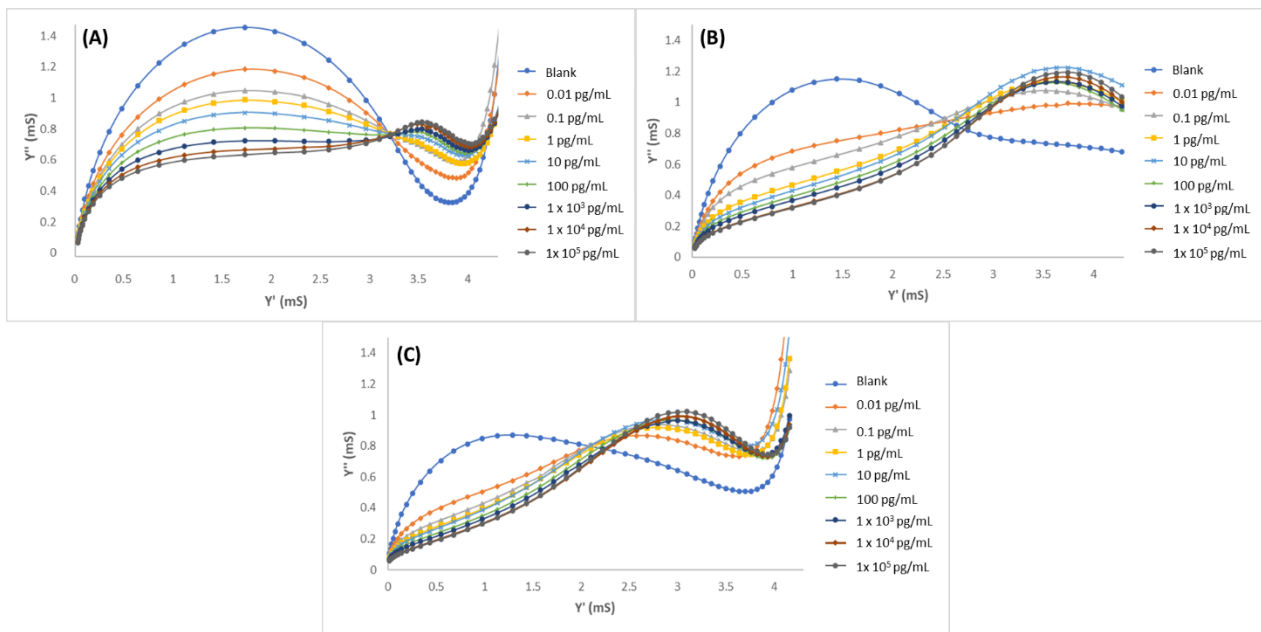 (A)
1.4
1.2
1
0.8
0.6
0.4
0.2
0
Y'' (mS)
0 0.5 1 1.5 2 2.5 3 3.5 4
Y' (mS)
Blank
0.01 pg/mL
0.1 pg/mL
1 pg/mL
10 pg/mL
100 pg/mL
1 x 10³ pg/mL
1 x 10⁴ pg/mL
1x 10⁵ pg/mL
(B)
1.4
1.2
1
0.8
0.6
0.4
0.2
0
Y'' (mS)
0 0.5 1 1.5 2 2.5 3 3.5 4
Y' (mS)
Blank
0.01 pg/mL
0.1 pg/mL
1 pg/mL
10 pg/mL
100 pg/mL
1 x 10³ pg/mL
1 x 10⁴ pg/mL
1x 10⁵ pg/mL
(C)
1.4
1.2
1
0.8
0.6
0.4
0.2
0
Y'' (mS)
0 0.5 1 1.5 2 2.5 3 3.5 4
Y' (mS)
Blank
0.01 pg/mL
0.1 pg/mL
1 pg/mL
10 pg/mL
100 pg/mL
1 x 10³ pg/mL
1 x 10⁴ pg/mL
1x 10⁵ pg/mL